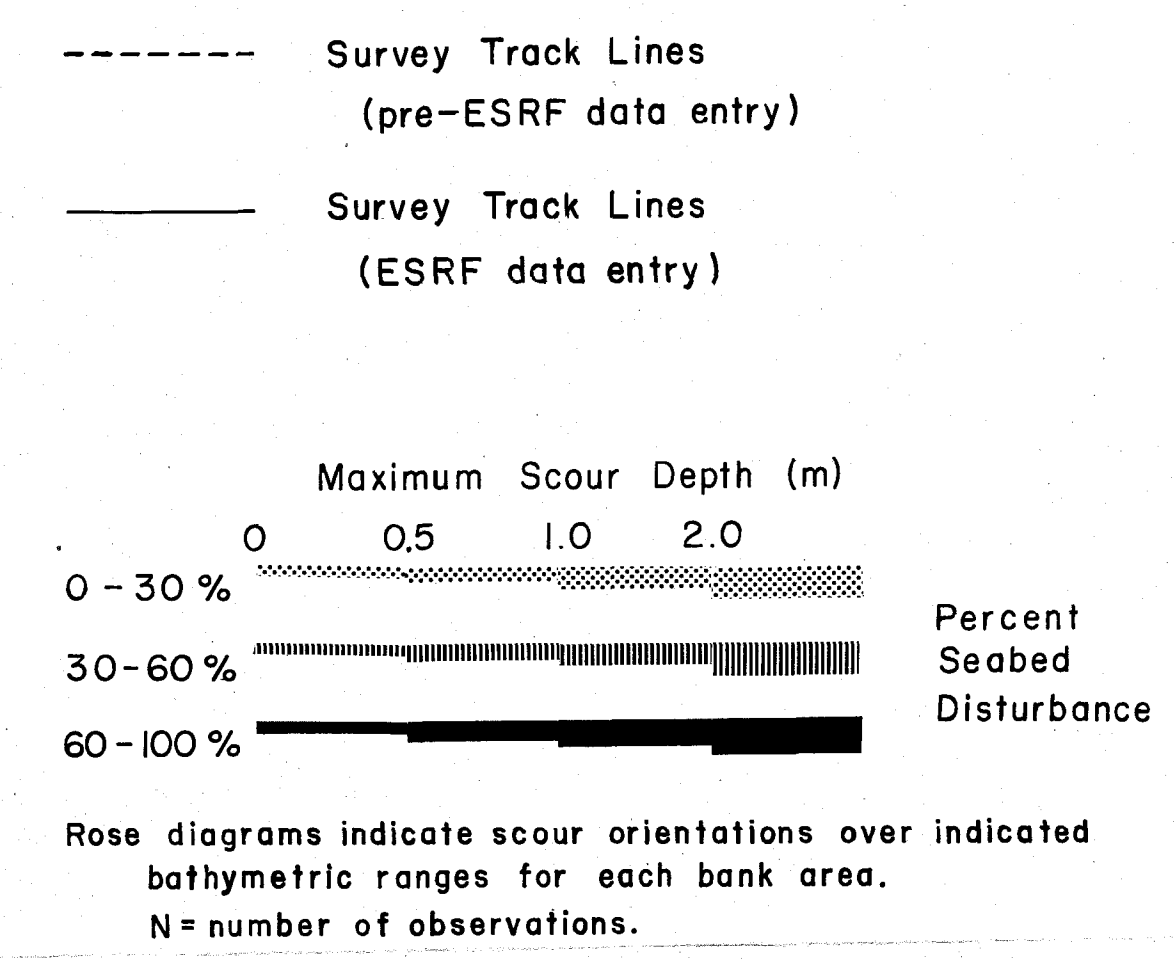 Survey Track Lines
(pre-ESRF data entry)
Survey Track Lines
(ESRF data entry)
Maximum Scour Depth (m)
0 0.5 1.0 2.0
0-30 %
30-60 %
60-100 %
Percent
Seabed
Disturbance
Rose diagrams indicate scour orientations over indicated
bathymetric ranges for each bank area.
N = number of observations.